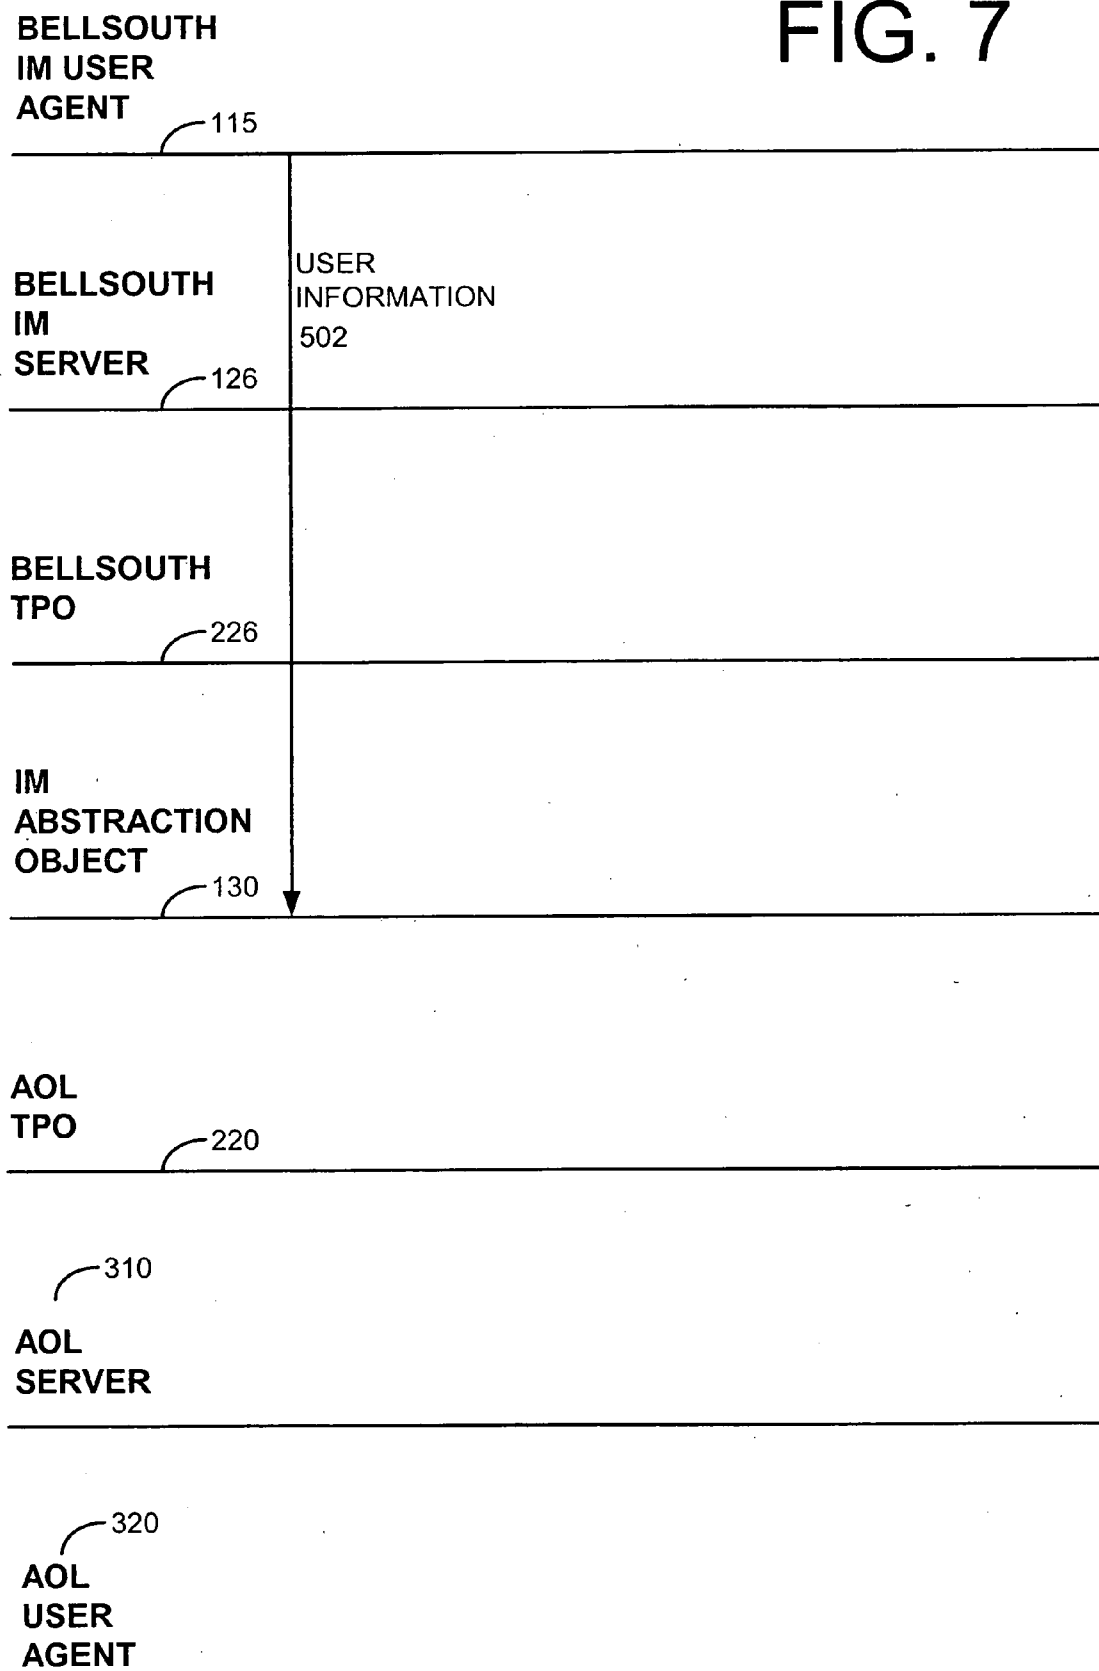 FIG. 7
BELLSOUTH
IM USER
AGENT
115
USER
INFORMATION
502
BELLSOUTH
IM
SERVER
126
BELLSOUTH
TPO
226
IM
ABSTRACTION
OBJECT
130
AOL
TPO
220
310
AOL
SERVER
320
AOL
USER
AGENT